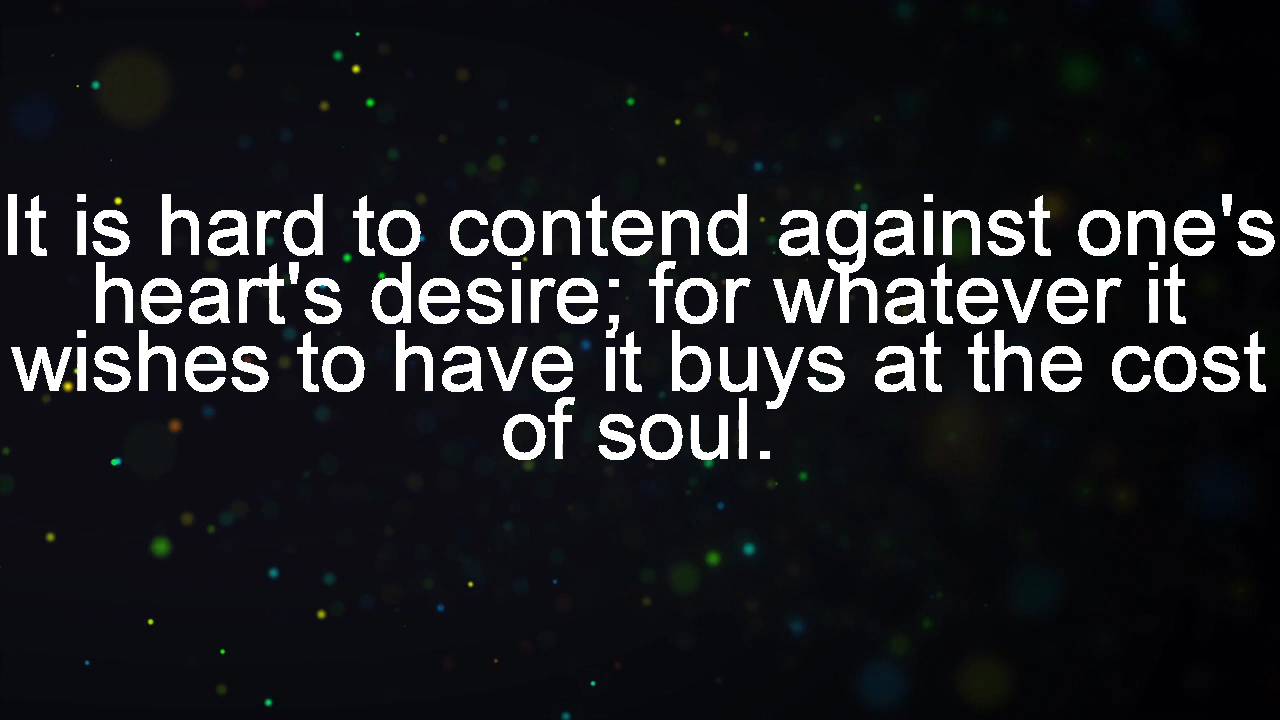 It is hard to contend against one's
heart's desire; for whatever it
wishes to have it buys at the cost
of soul.